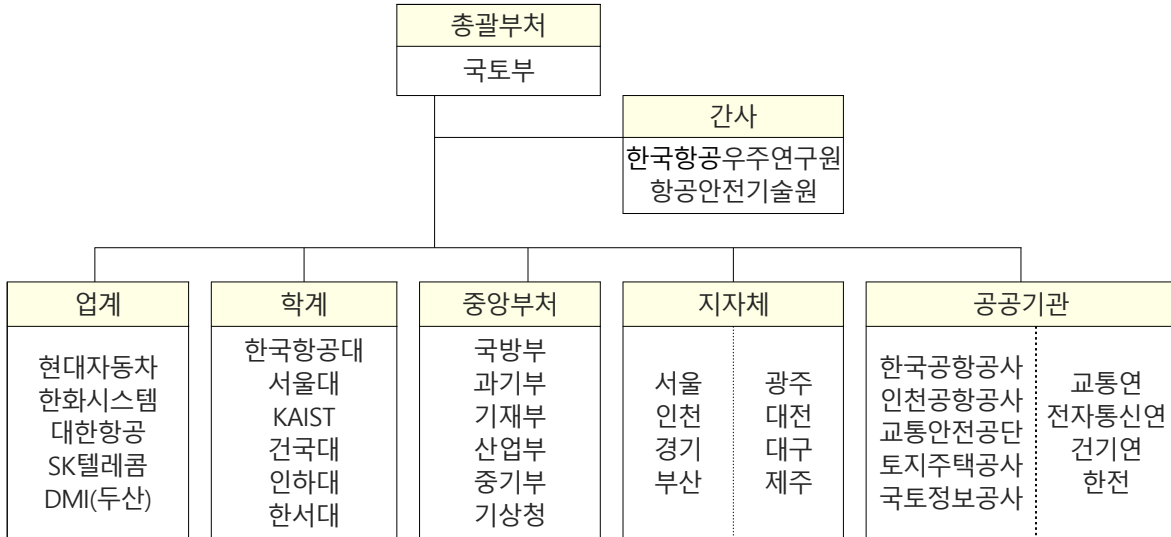 총괄부처
국토부
간사
한국항공우주연구원
항공안전기술원
업계
현대자동차
한화시스템
대한항공
SK텔레콤
DMI(두산)
학계
한국항공대
서울대
KAIST
건국대
인하대
한서대
중앙부처
국방부
과기부
기재부
산업부
중기부
기상청
지자체
서울
인천
경기
부산
광주
대전
대구
제주
공공기관
한국공항공사
인천공항공사
교통안전공단
토지주택공사
국토정보공사
교통연
전자통신연
건기연
한전